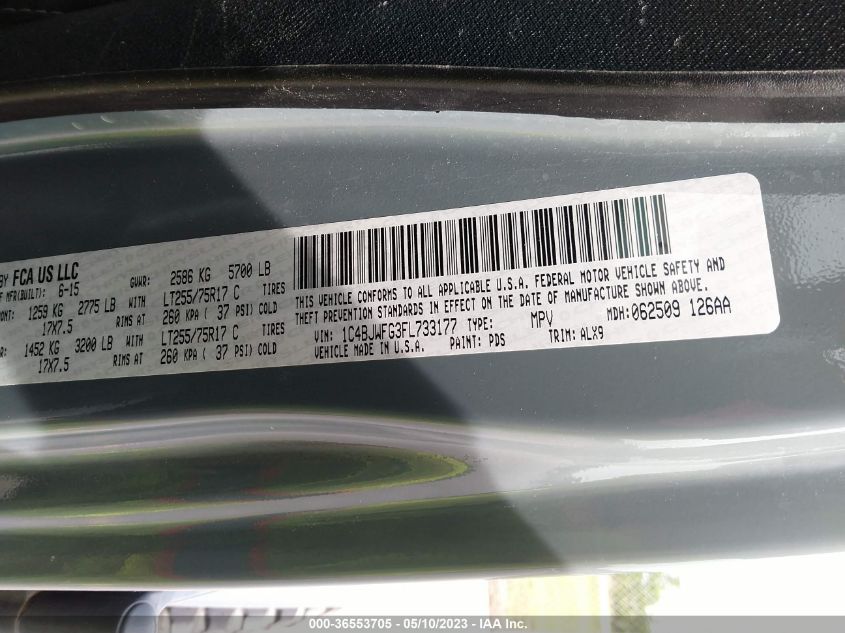 BY FCA US LLC
OF MFR(BUILT): 6-15 GVWR: 2586 KG 5700 LB
1259 KG 2775 LB WITH LT255/75R17 C TIRES
17X7.5 RIMS AT 260 KPA ( 37 PSI) COLD
1452 KG 3200 LB WITH LT255/75R17 C TIRES
17X7.5 RIMS AT 260 KPA ( 37 PSI) COLD
THIS VEHICLE CONFORMS TO ALL APPLICABLE U.S.A. FEDERAL MOTOR VEHICLE SAFETY AND
THEFT PREVENTION STANDARDS IN EFFECT ON THE DATE OF MANUFACTURE SHOWN ABOVE.
VIN: 1C4BJWFG3FL733177 TYPE: MPV MDH: 062509 126AA
VEHICLE MADE IN U.S.A. PAINT: PDS TRIM: ALX9
000-36553705 - 05/10/2023 - © IAA Inc.